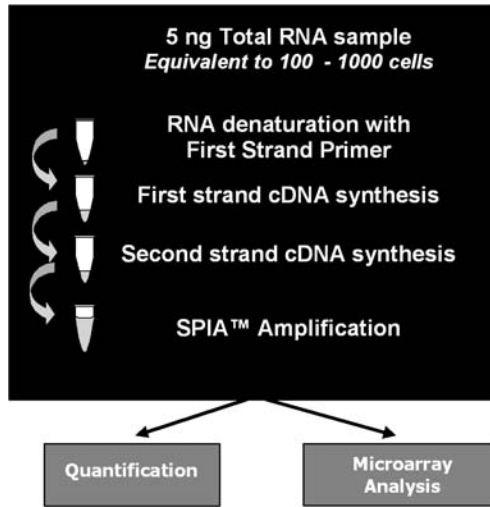 5 ng Total RNA sample
Equivalent to 100 - 1000 cells
RNA denaturation with
First Strand Primer
First strand cDNA synthesis
Second strand cDNA synthesis
SPIA™ Amplification
Quantification
Microarray
Analysis